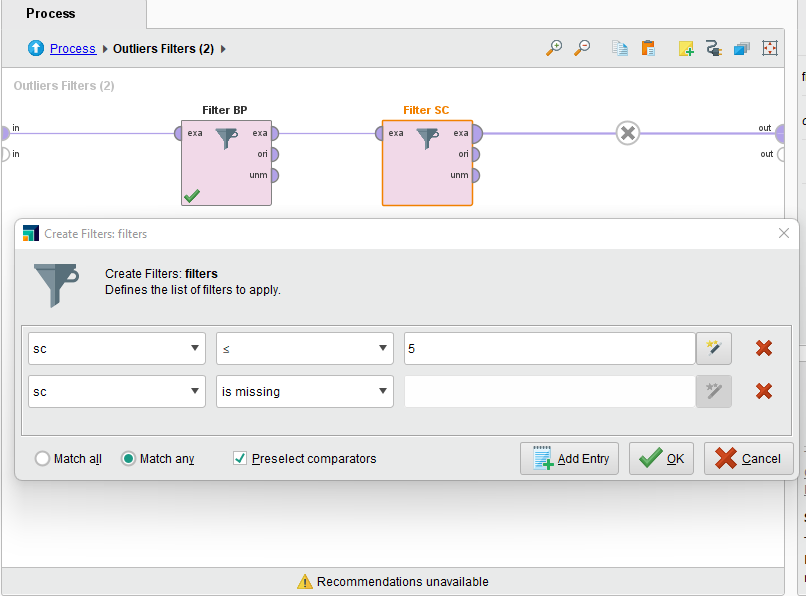 Process
Process Outliers Filters (2)
Outliers Filters (2)
Filter BP
Filter SC
in
exa exa
exa exa
out
in
ori
ori
out
unm
unm
Create Filters: filters
Create Filters: filters
Defines the list of filters to apply.
sc ≤ 5
sc is missing
Match all Match any Preselect comparators Add Entry OK Cancel
Recommendations unavailable